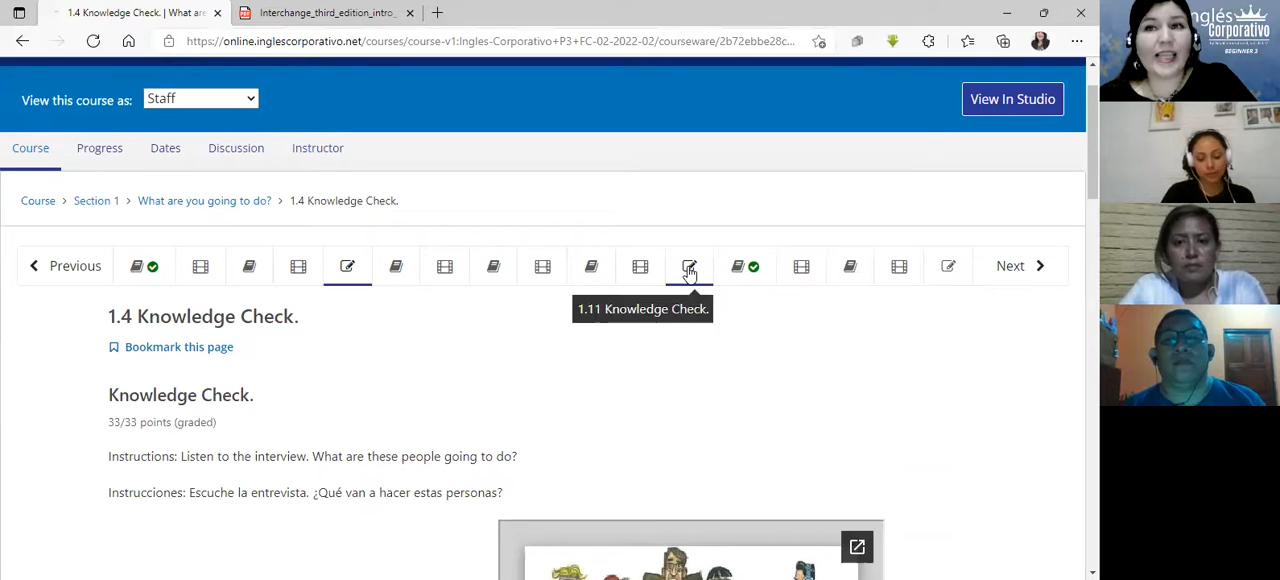 1.4 Knowledge Check. | What are
Interchange_third_edition_intro_
https://online.inglescorporativo.net/courses/course-v1:Ingles-Corporativo+P3+FC-02-2022-02/courseware/2b72ebbe28c...
inglés
Corporativo
BEGINNER 3
View this course as:
Staff
View In Studio
Course
Progress
Dates
Discussion
Instructor
Course > Section 1 > What are you going to do? > 1.4 Knowledge Check.
Previous
Next
1.11 Knowledge Check.
1.4 Knowledge Check.
Bookmark this page
Knowledge Check.
33/33 points (graded)
Instructions: Listen to the interview. What are these people going to do?
Instrucciones: Escuche la entrevista. ¿Qué van a hacer estas personas?